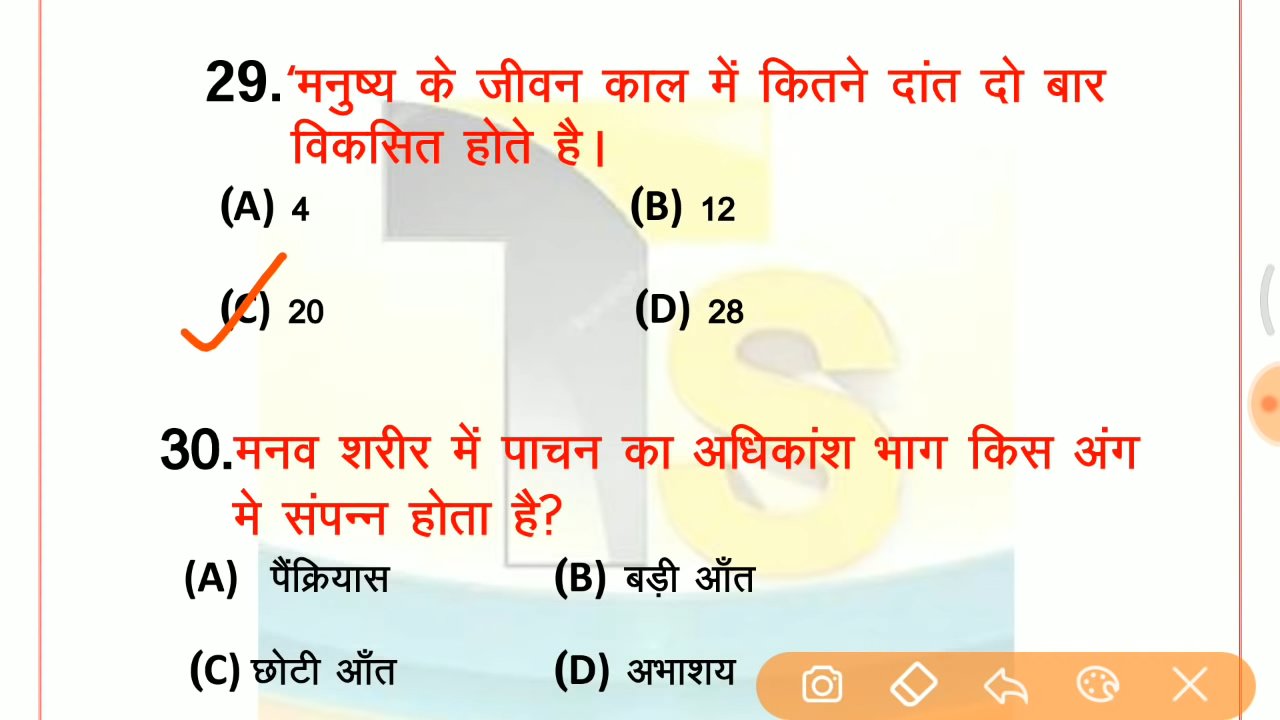 29. ‘मनुष्य के जीवन काल में कितने दांत दो बार
विकसित होते है।
(A) 4 (B) 12
(C) 20 (D) 28
30.मनव शरीर में पाचन का अधिकांश भाग किस अंग
मे संपन्न होता है?
(A) पैंक्रियास (B) बड़ी आँत
(C) छोटी आँत (D) अभाशय